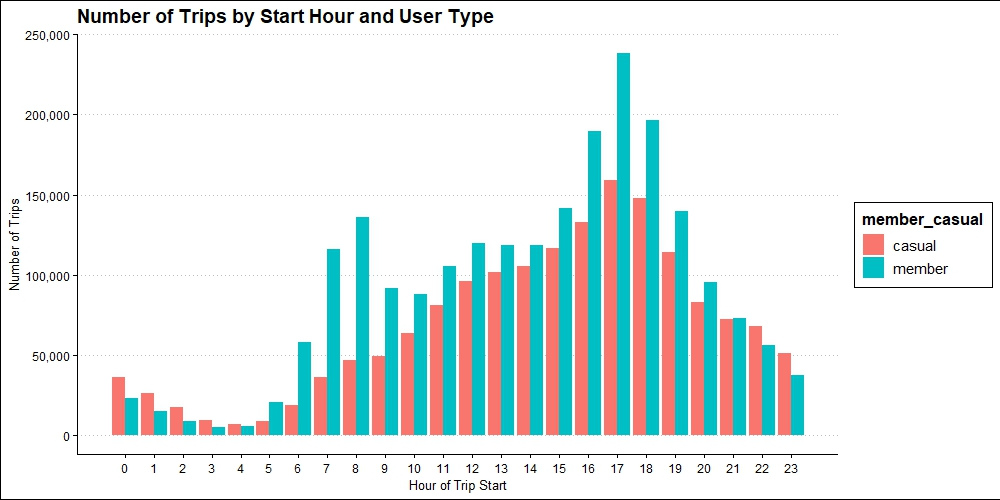 Number of Trips by Start Hour and User Type
250,000
200,000
150,000
100,000
50,000
0
Number of Trips
0 1 2 3 4 5 6 7 8 9 10 11 12 13 14 15 16 17 18 19 20 21 22 23
Hour of Trip Start
member_casual
casual
member